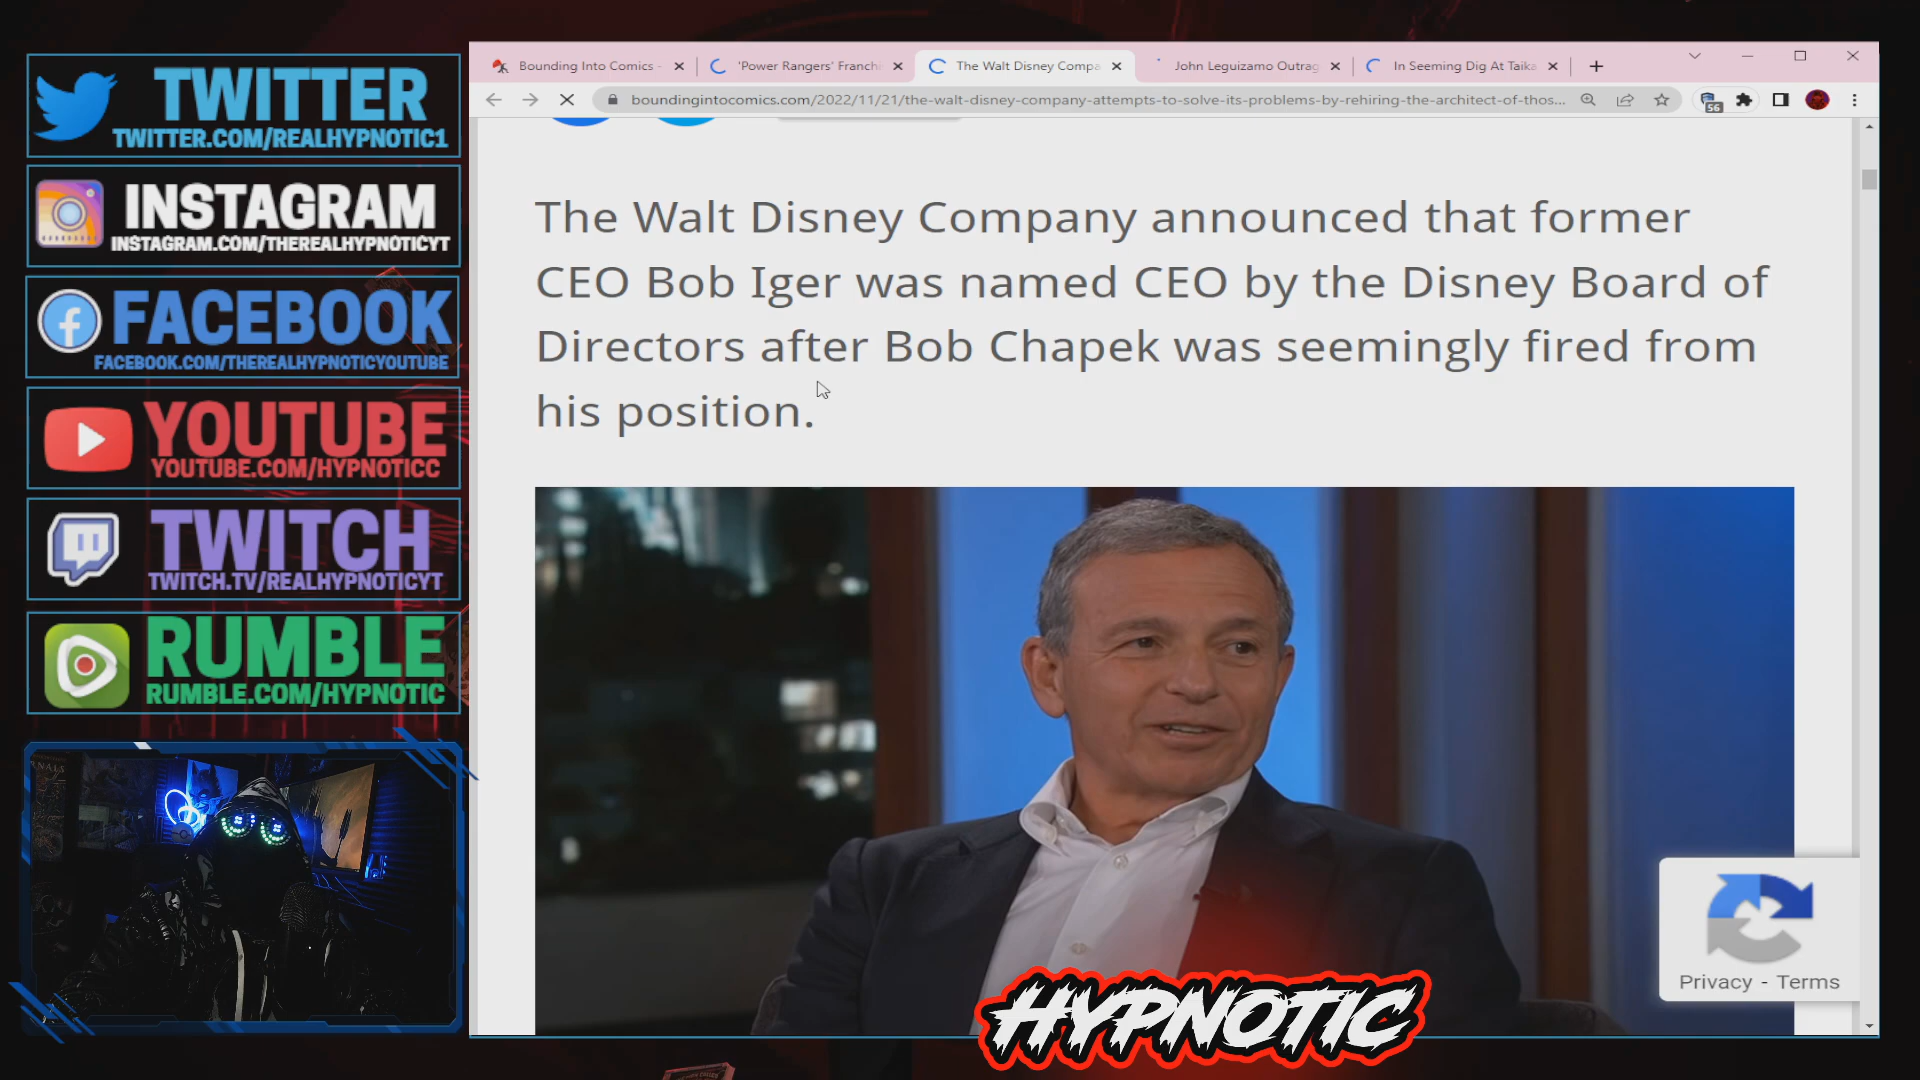 TWITTER
TWITTER.COM/REALHYPNOTIC1
INSTAGRAM
INSTAGRAM.COM/THEREALHYPNOTICYT
FACEBOOK
FACEBOOK.COM/THEREALHYPNOTICYOUTUBE
YOUTUBE
YOUTUBE.COM/HYPNOTICC
TWITCH
TWITCH.TV/REALHYPNOTICYT
RUMBLE
RUMBLE.COM/HYPNOTIC
Bounding Into Comics -
'Power Rangers' Franch
The Walt Disney Compa
John Leguizamo Outrag
In Seeming Dig At Taika
boundingintocomics.com/2022/11/21/the-walt-disney-company-attempts-to-solve-its-problems-by-rehiring-the-architect-of-thos...
56
The Walt Disney Company announced that former
CEO Bob Iger was named CEO by the Disney Board of
Directors after Bob Chapek was seemingly fired from
his position.
Privacy - Terms
HYPNOTIC